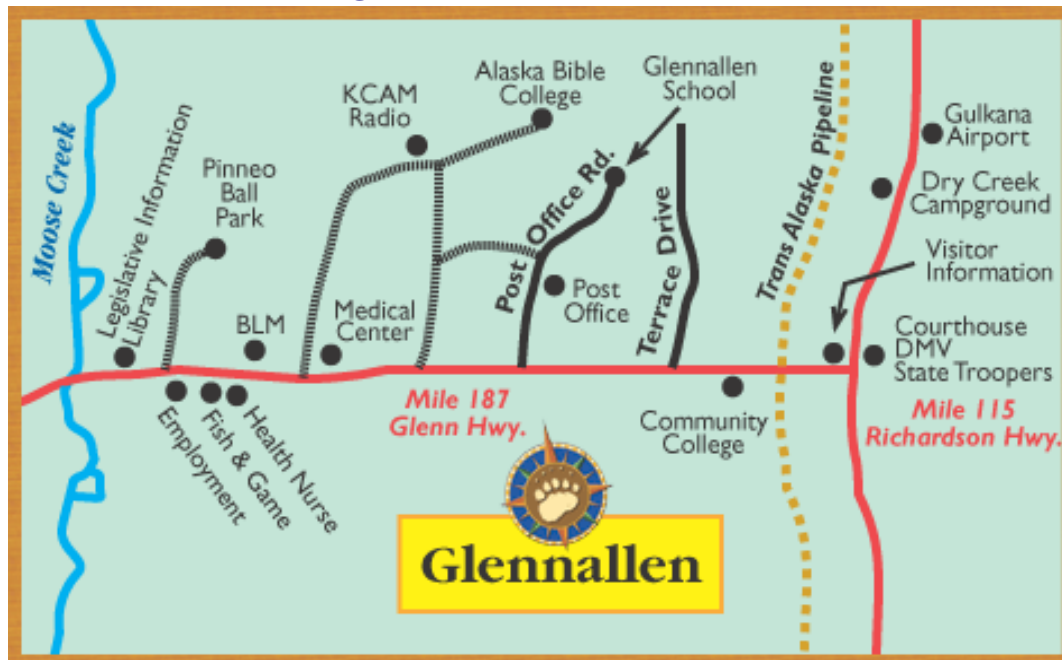 Moose Creek
Legislative Information
Library
Pinneo
Ball
Park
BLM
KCAM
Radio
Medical
Center
Alaska Bible
College
Glennallen
School
Post Office Rd.
Post
Office
Terrace Drive
Trans Alaska Pipeline
Gulkana
Airport
Dry Creek
Campground
Visitor
Information
Courthouse
DMV
State Troopers
Employment
Fish & Game
Health Nurse
Mile 187
Glenn Hwy.
Community
College
Mile 115
Richardson Hwy.
Glennallen